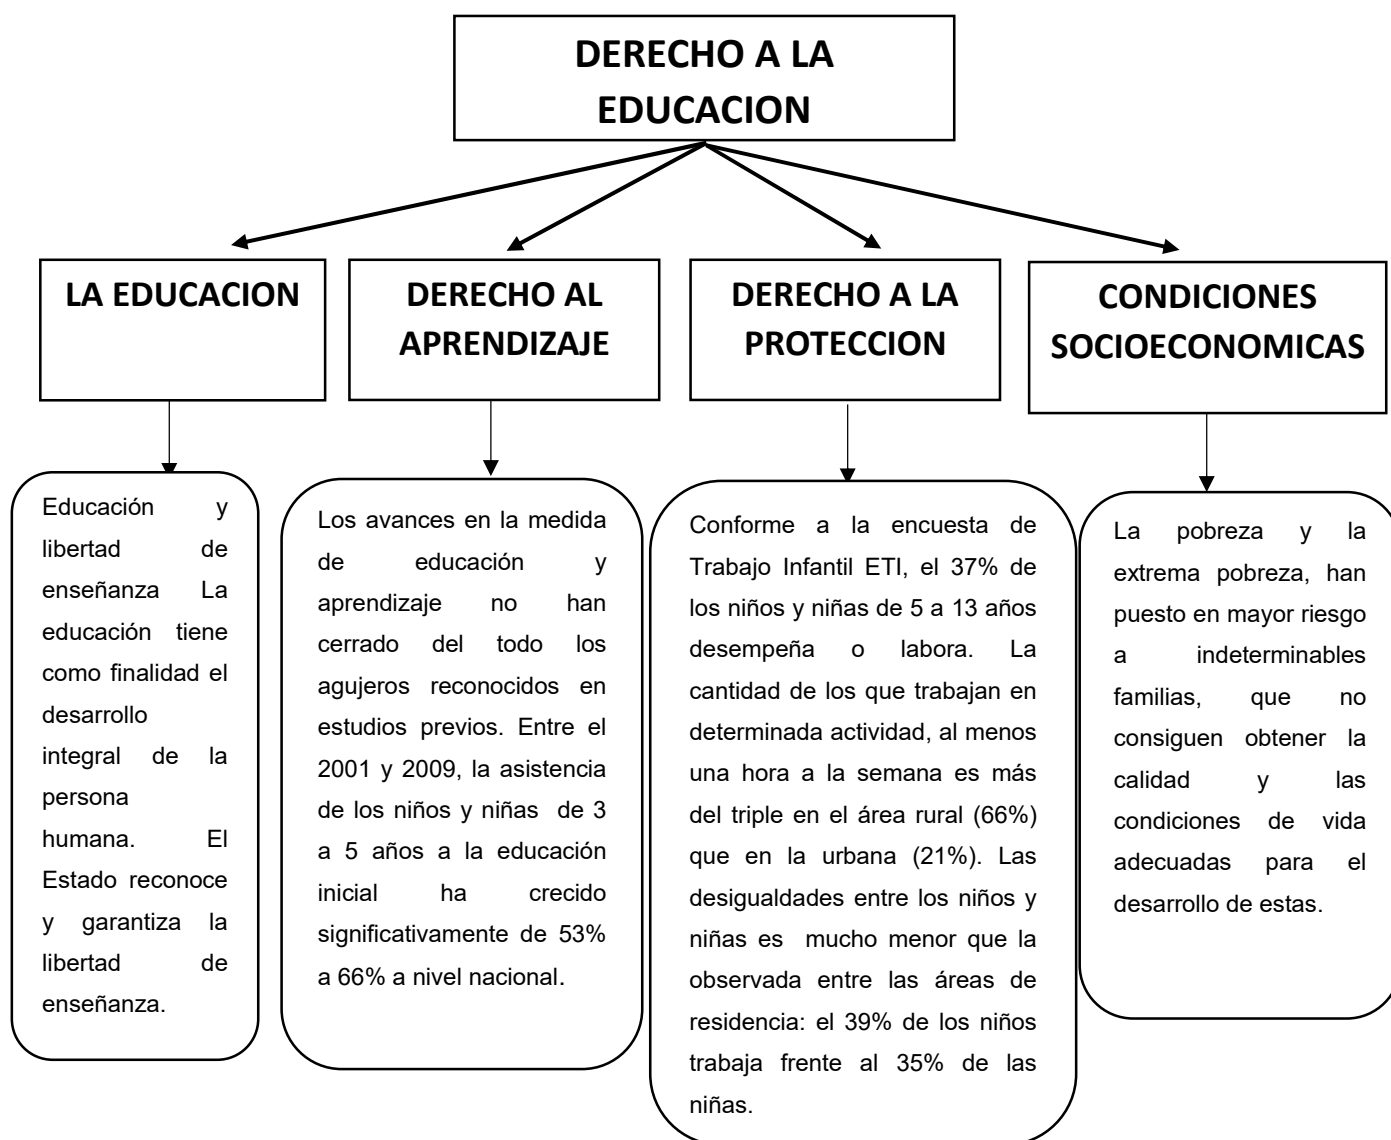 DERECHO A LA
EDUCACION
LA EDUCACION
DERECHO AL
APRENDIZAJE
DERECHO A LA
PROTECCION
CONDICIONES
SOCIOECONOMICAS
Educación y
libertad de
enseñanza La
educación tiene
como finalidad el
desarrollo
integral de la
persona
humana. El
Estado reconoce
y garantiza la
libertad de
enseñanza.
Los avances en la medida
de educación y
aprendizaje no han
cerrado del todo los
agujeros reconocidos en
estudios previos. Entre el
2001 y 2009, la asistencia
de los niños y niñas de 3
a 5 años a la educación
inicial ha crecido
significativamente de 53%
a 66% a nivel nacional.
Conforme a la encuesta de
Trabajo Infantil ETI, el 37% de
los niños y niñas de 5 a 13 años
desempeña o labora. La
cantidad de los que trabajan en
determinada actividad, al menos
una hora a la semana es más
del triple en el área rural (66%)
que en la urbana (21%). Las
desigualdades entre los niños y
niñas es mucho menor que la
observada entre las áreas de
residencia: el 39% de los niños
trabaja frente al 35% de las
niñas.
La pobreza y la
extrema pobreza, han
puesto en mayor riesgo
a indeterminables
familias, que no
consiguen obtener la
calidad y las
condiciones de vida
adecuadas para el
desarrollo de estas.